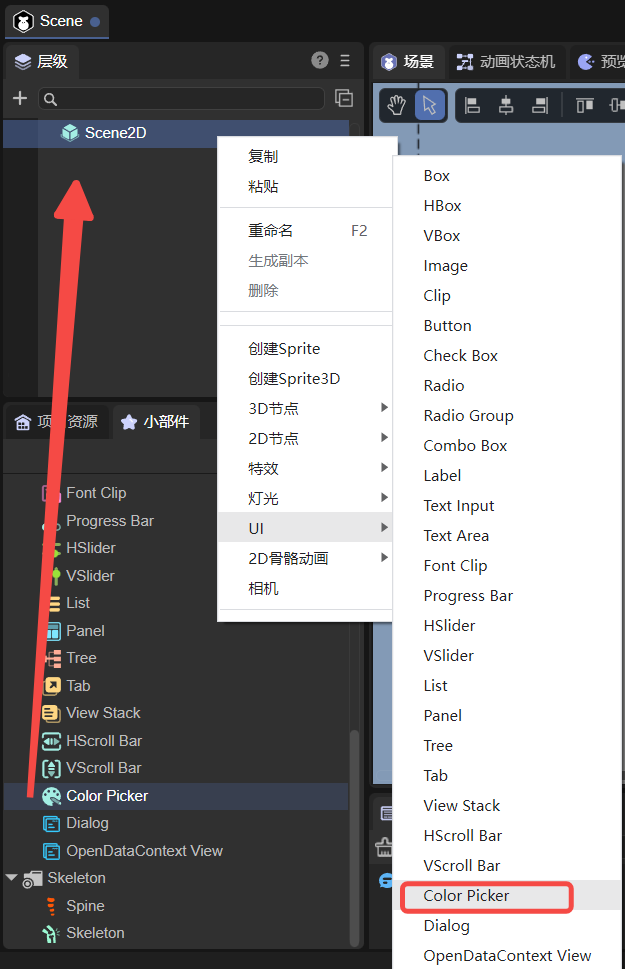 Scene
层级
?
场景
动画状态机
预览
Scene2D
复制
粘贴
重命名 F2
生成副本
删除
创建Sprite
创建Sprite3D
3D节点
2D节点
特效
灯光
UI
2D骨骼动画
相机
Box
HBox
VBox
Image
Clip
Button
Check Box
Radio
Radio Group
Combo Box
Label
Text Input
Text Area
Font Clip
Progress Bar
HSlider
VSlider
List
Panel
Tree
Tab
View Stack
HScroll Bar
VScroll Bar
Color Picker
Dialog
OpenDataContext View
资源
小部件
Font Clip
Progress Bar
HSlider
VSlider
List
Panel
Tree
Tab
View Stack
HScroll Bar
VScroll Bar
Color Picker
Dialog
OpenDataContext View
Skeleton
Spine
Skeleton